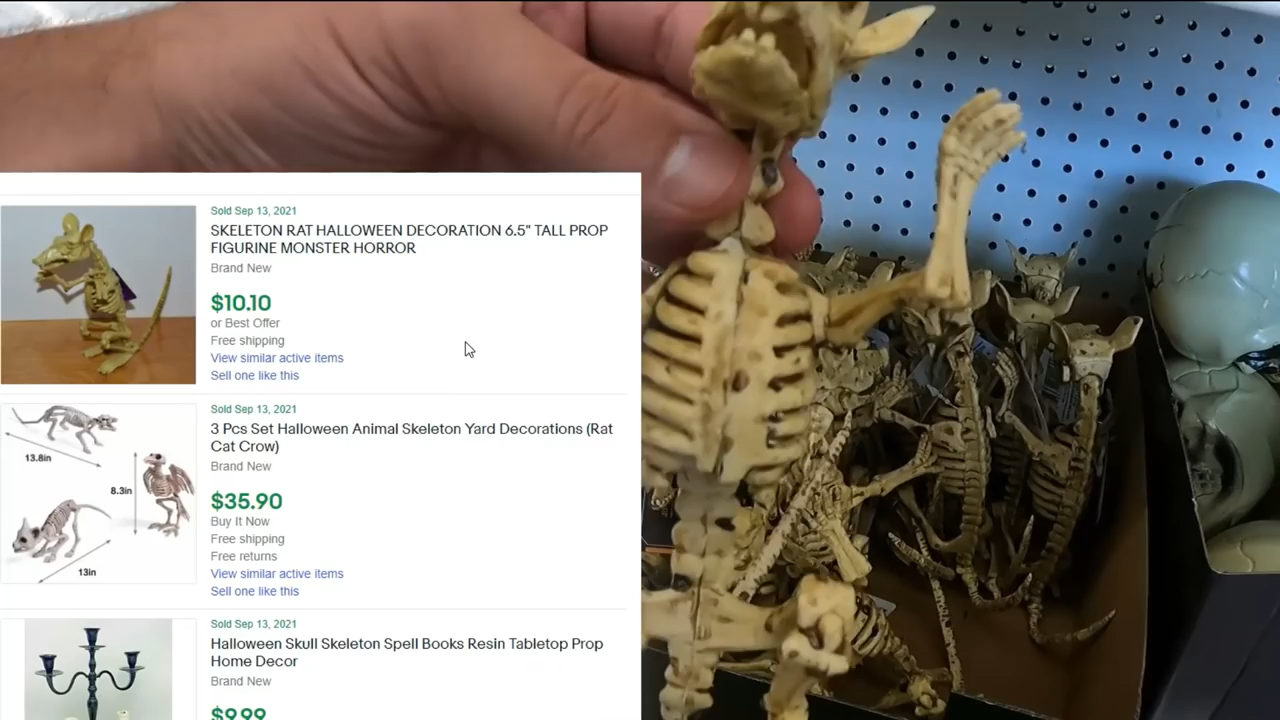 Sold Sep 13, 2021
SKELETON RAT HALLOWEEN DECORATION 6.5" TALL PROP
FIGURINE MONSTER HORROR
Brand New
$10.10
or Best Offer
Free shipping
View similar active items
Sell one like this
Sold Sep 13, 2021
3 Pcs Set Halloween Animal Skeleton Yard Decorations (Rat
Cat Crow)
Brand New
$35.90
Buy It Now
Free shipping
Free returns
View similar active items
Sell one like this
13.8in
8.3in
13in
Sold Sep 13, 2021
Halloween Skull Skeleton Spell Books Resin Tabletop Prop
Home Decor
Brand New
$9.99